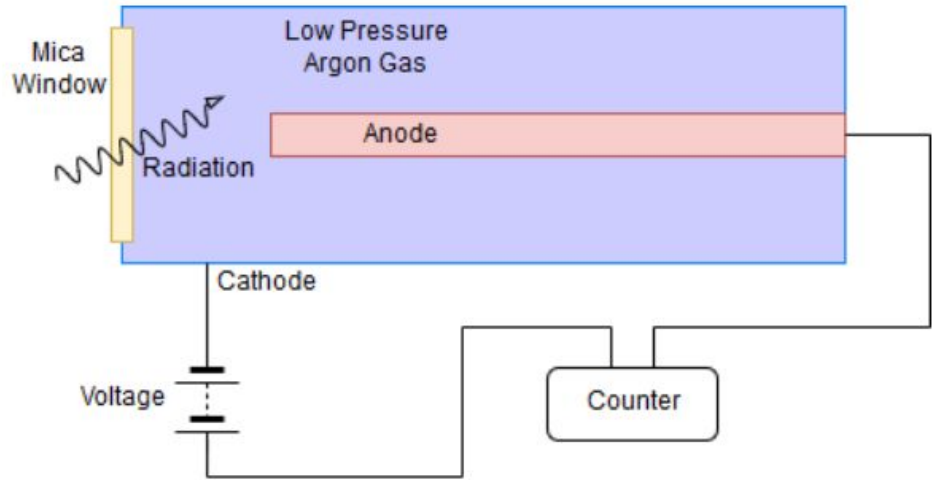 Low Pressure
Argon Gas
Mica
Window
Anode
Radiation
Cathode
Voltage
Counter